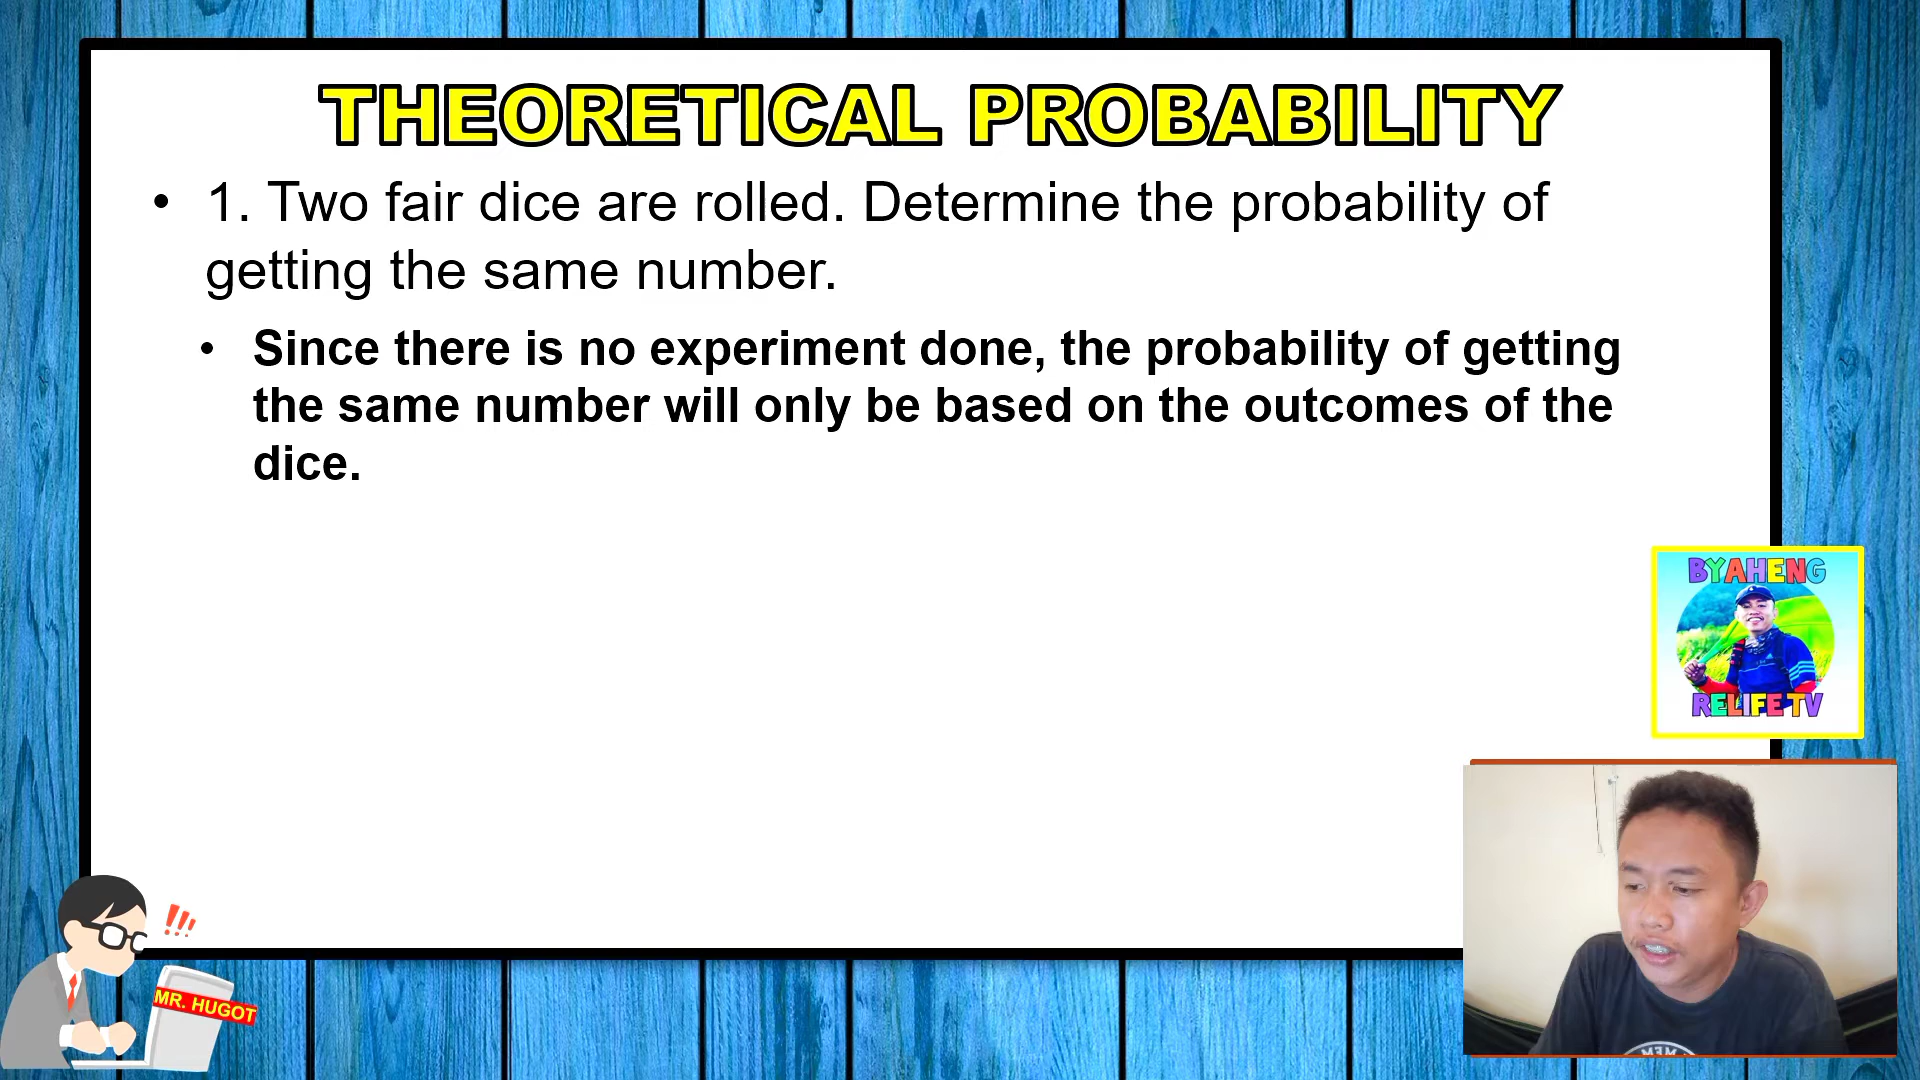 THEORETICAL PROBABILITY
• 1. Two fair dice are rolled. Determine the probability of
getting the same number.
• Since there is no experiment done, the probability of getting
the same number will only be based on the outcomes of the
dice.
BYAHENG
RELIFE TV
!!!
MR. HUGOT